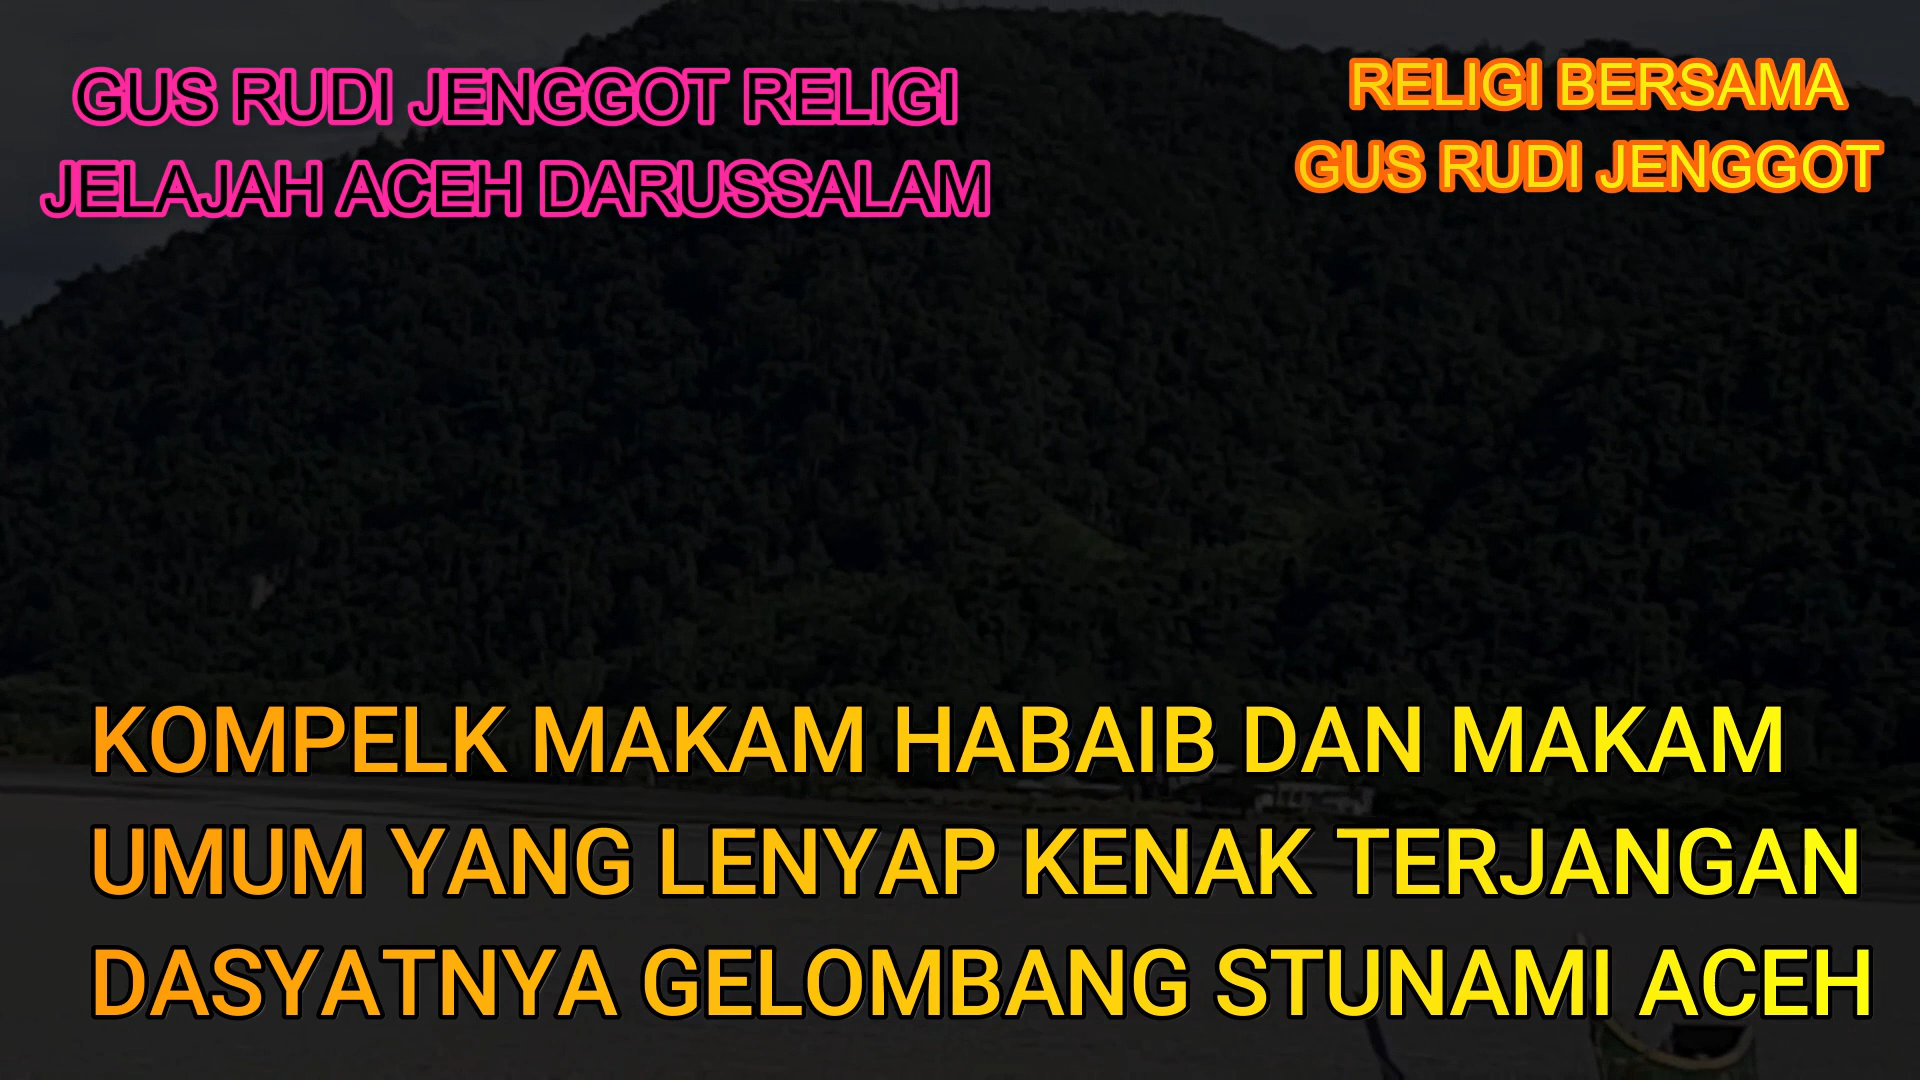 GUS RUDI JENGGOT RELIGI
JELAJAH ACEH DARUSSALAM
RELIGI BERSAMA
GUS RUDI JENGGOT
KOMPELK MAKAM HABAIB DAN MAKAM
UMUM YANG LENYAP KENAK TERJANGAN
DASYATNYA GELOMBANG STUNAMI ACEH